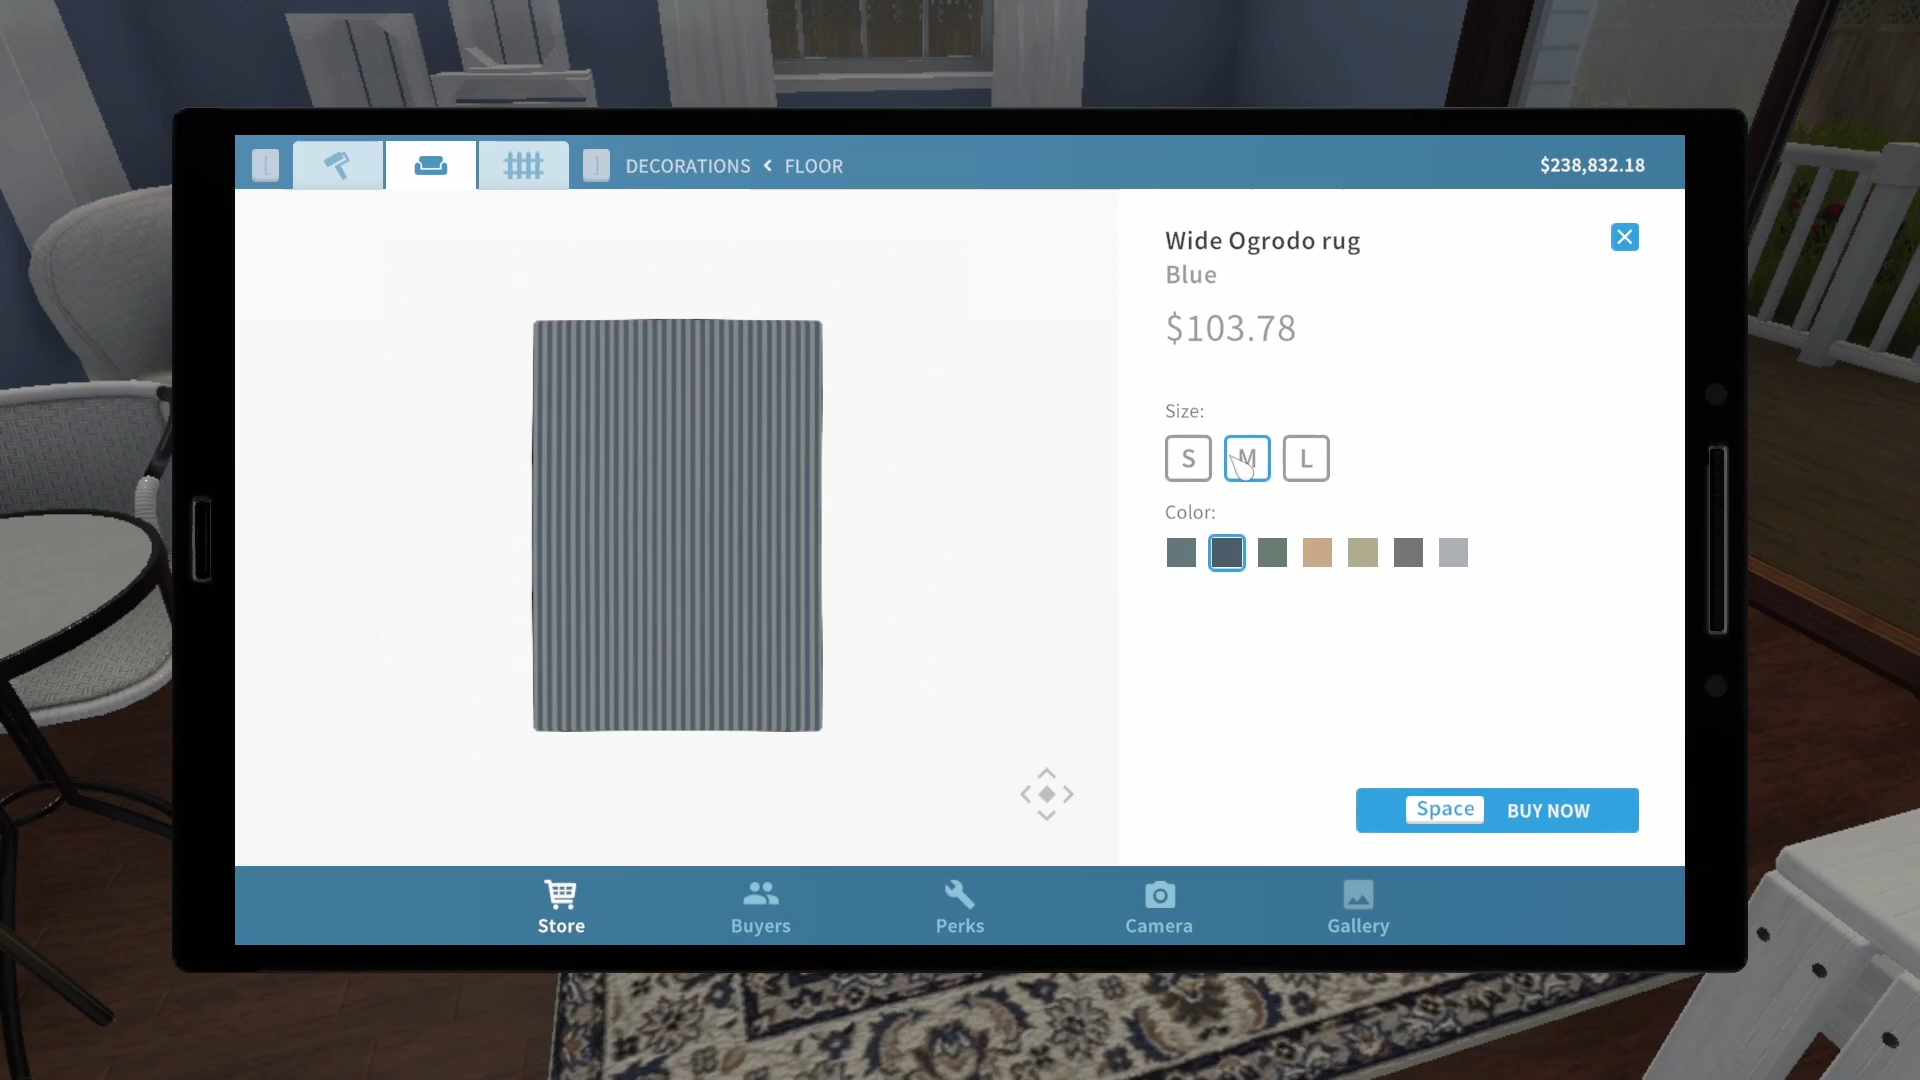 [
]
DECORATIONS < FLOOR
$238,832.18
Wide Ogrodo rug
Blue
$103.78
Size:
S M L
Color:
Space BUY NOW
Store Buyers Perks Camera Gallery